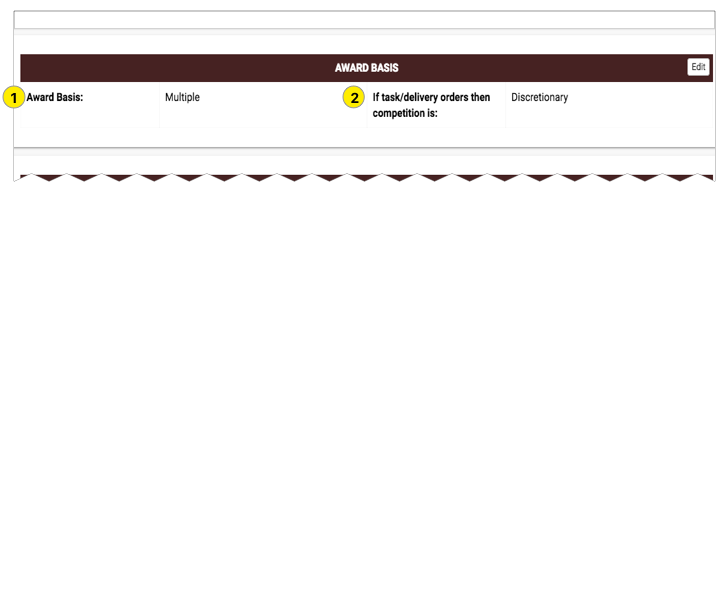 AWARD BASIS
Edit
1 Award Basis: Multiple 2 If task/delivery orders then Discretionary
competition is: